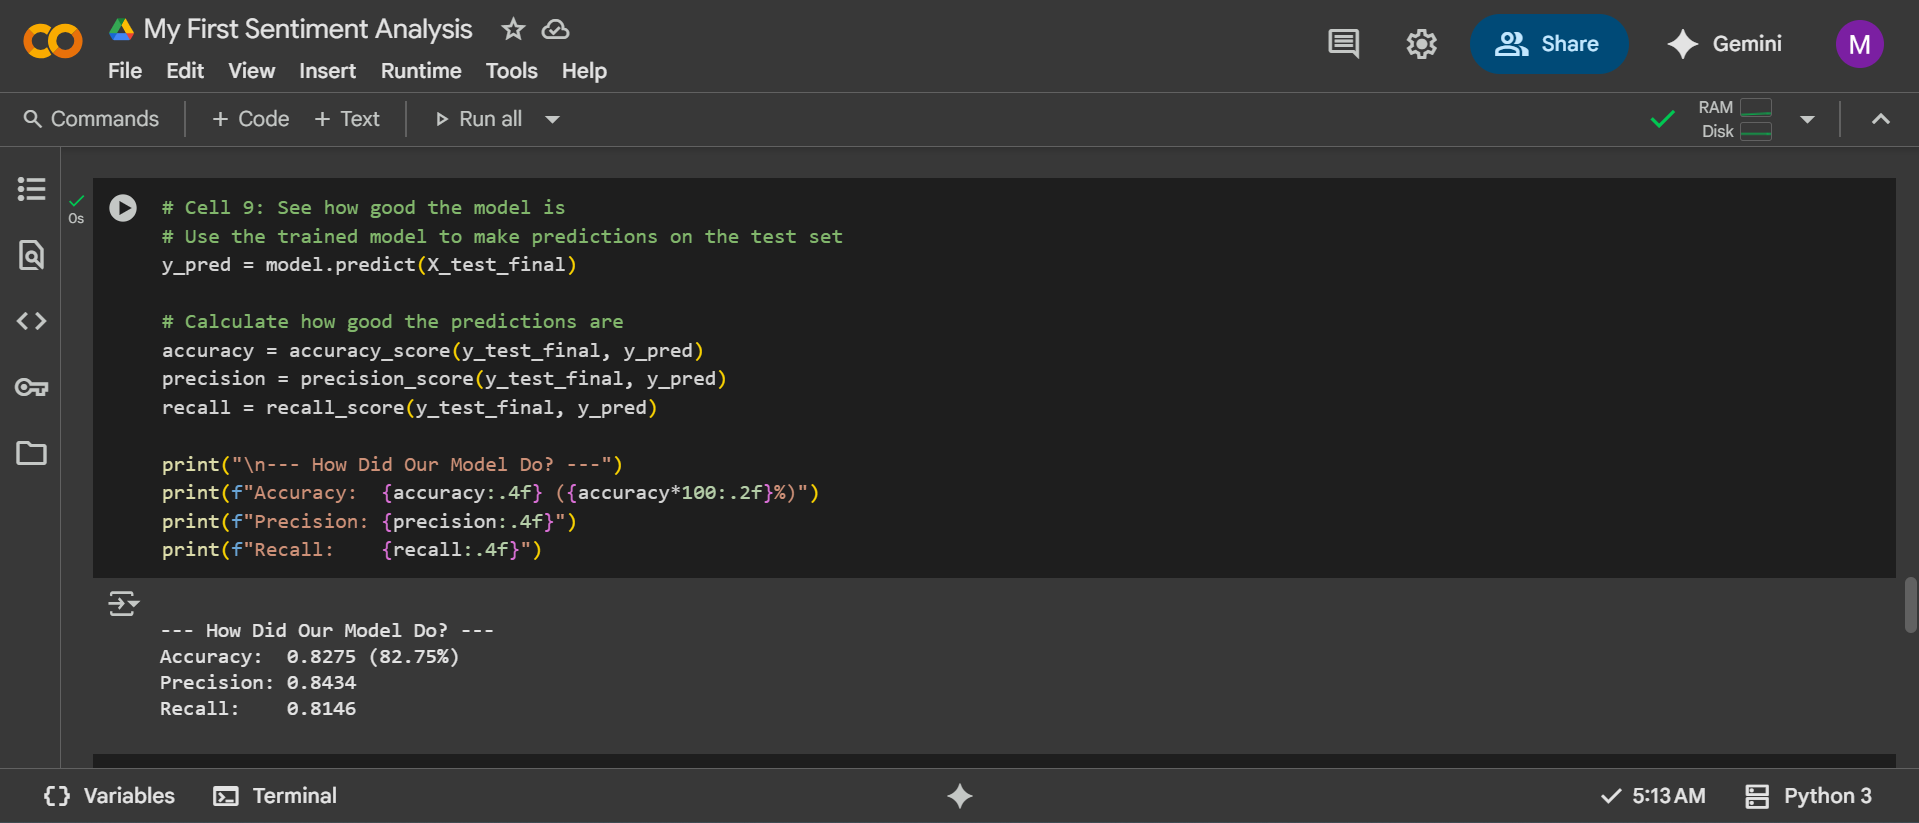 My First Sentiment Analysis
File Edit View Insert Runtime Tools Help
Share
Gemini
M
Commands
+ Code + Text
Run all
RAM
Disk
0s
# Cell 9: See how good the model is
# Use the trained model to make predictions on the test set
y_pred = model.predict(X_test_final)
# Calculate how good the predictions are
accuracy = accuracy_score(y_test_final, y_pred)
precision = precision_score(y_test_final, y_pred)
recall = recall_score(y_test_final, y_pred)
print("\n--- How Did Our Model Do? ---")
print(f"Accuracy:  {accuracy:.4f} ({accuracy*100:.2f}%)")
print(f"Precision: {precision:.4f}")
print(f"Recall:    {recall:.4f}")
--- How Did Our Model Do? ---
Accuracy:  0.8275 (82.75%)
Precision: 0.8434
Recall:    0.8146
{} Variables
Terminal
5:13 AM
Python 3